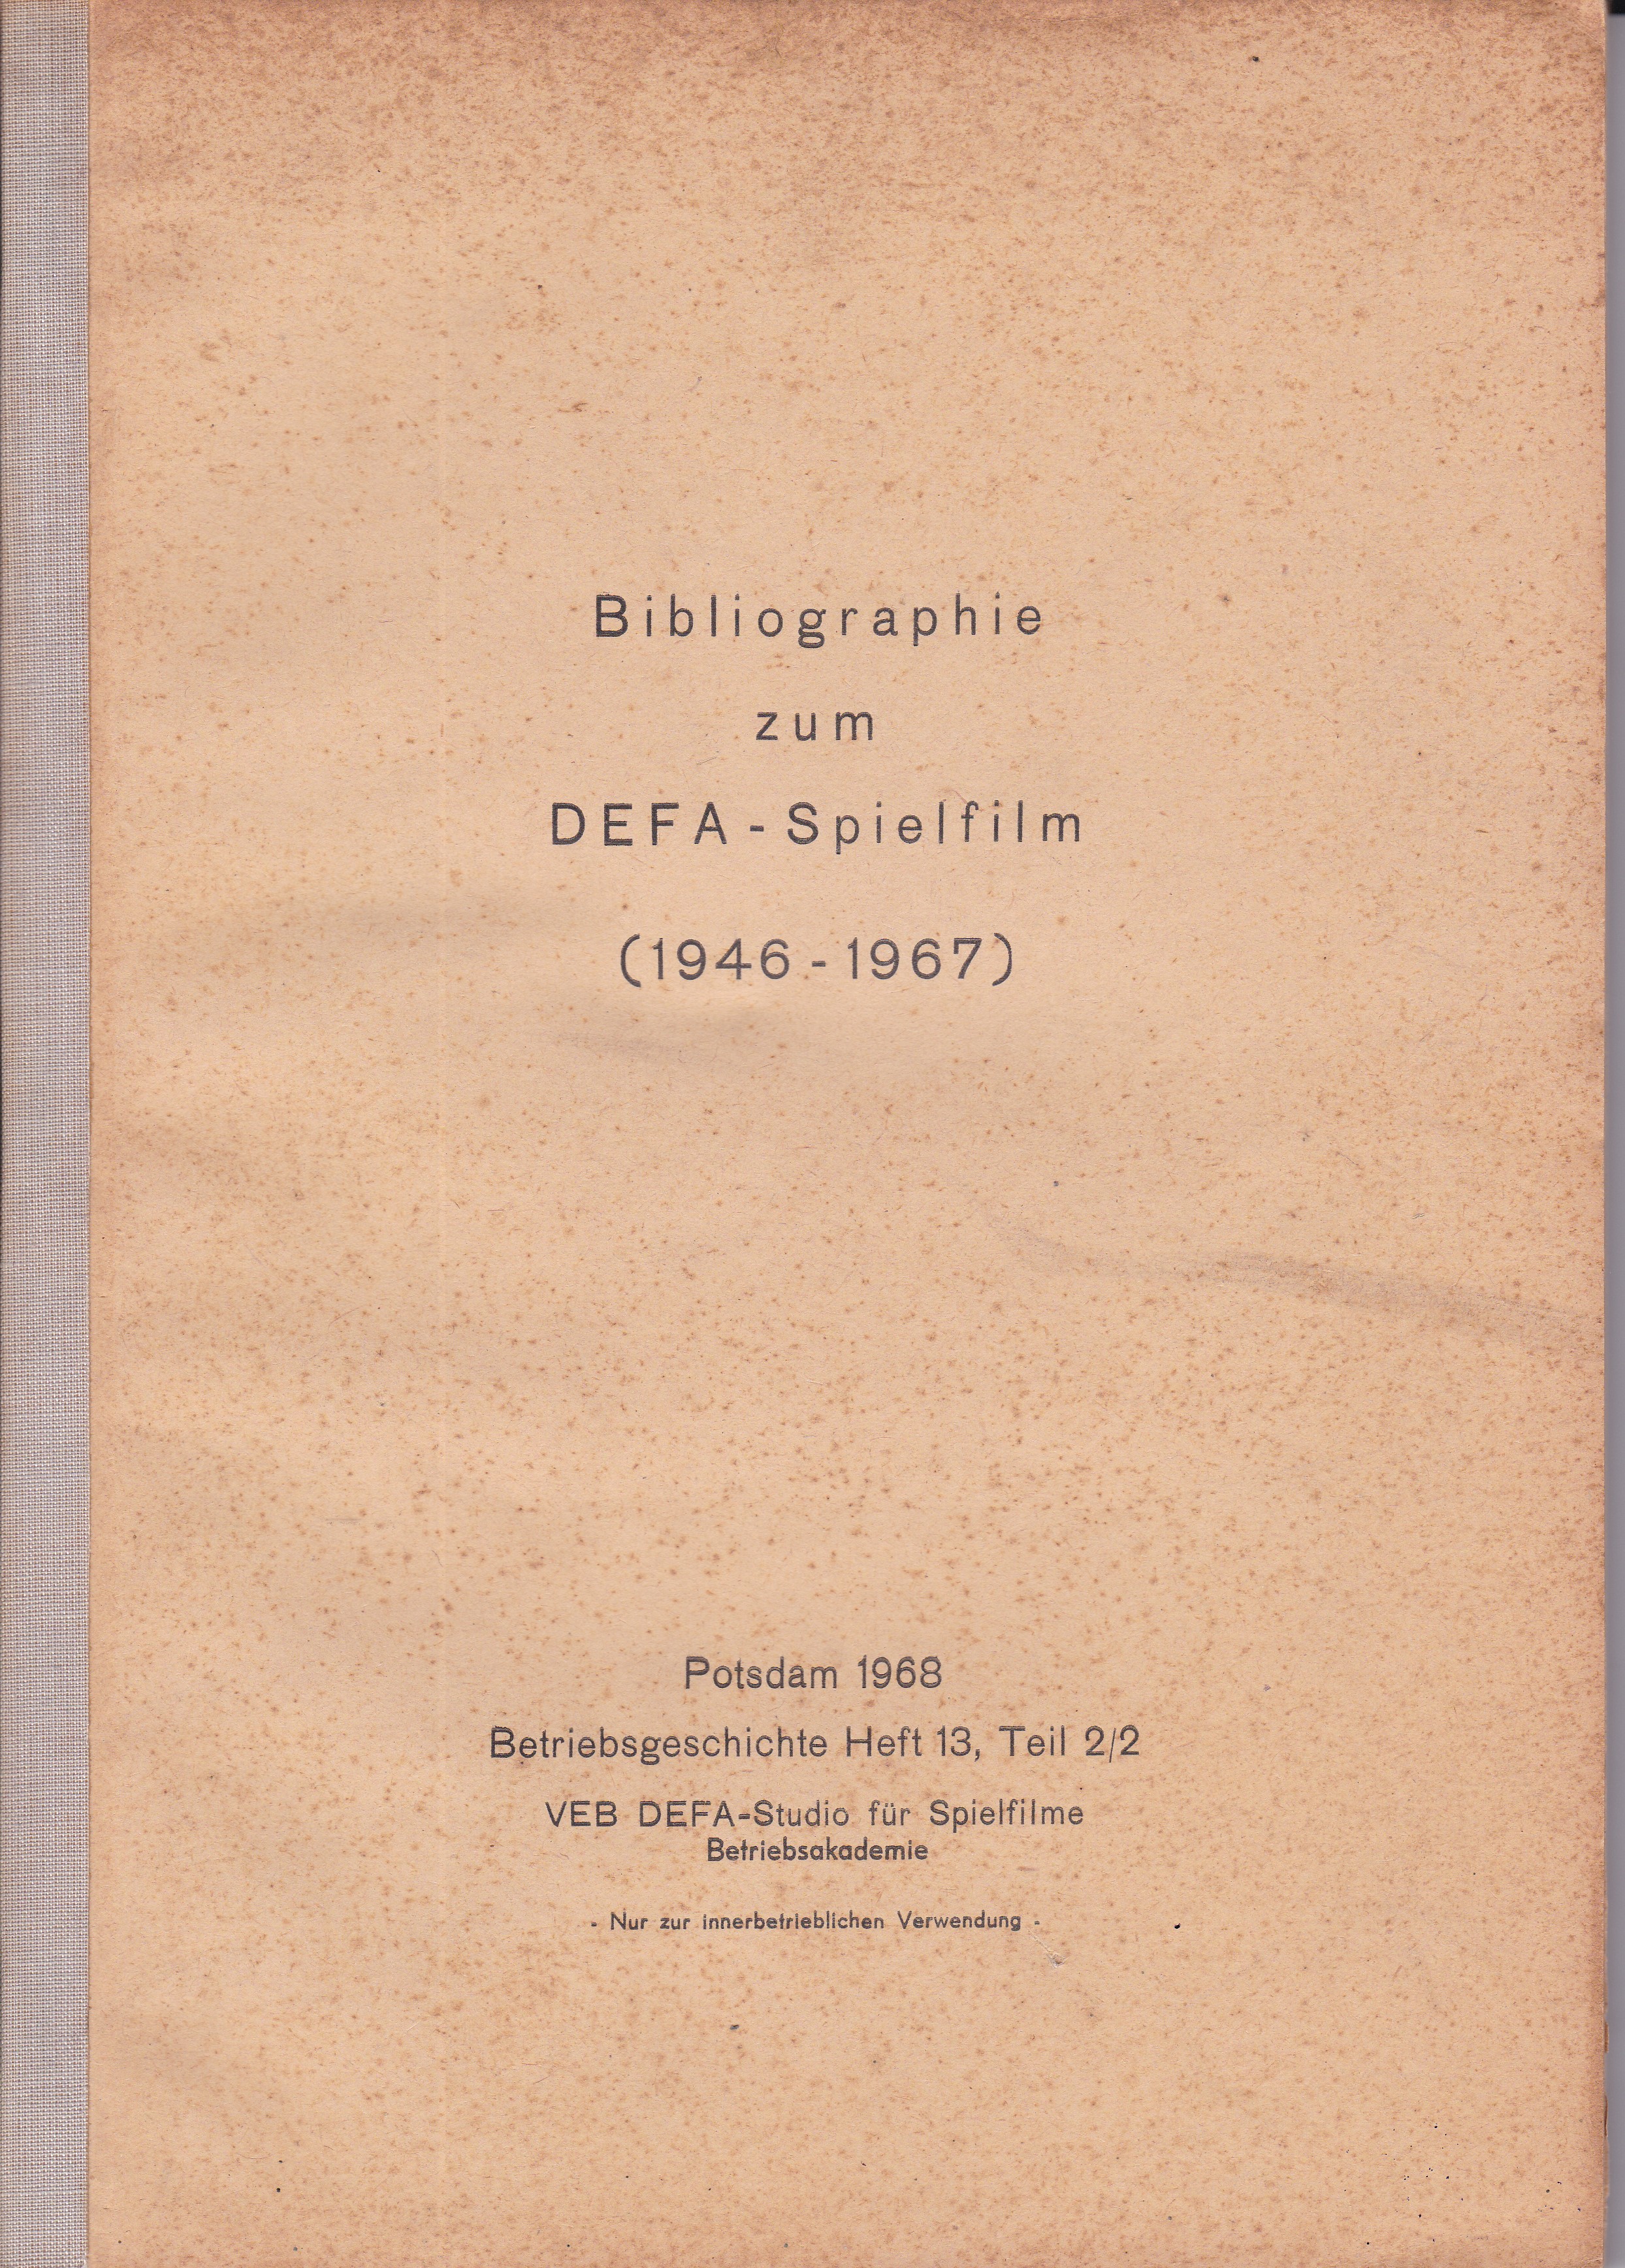 Bibliographie
zum
DEFA-Spielfilm
(1946-1967)
Potsdam 1968
Betriebsgeschichte Heft 13, Teil 2/2
VEB DEFA-Studio für Spielfilme
Betriebsakademie
- Nur zur innerbetrieblichen Verwendung -